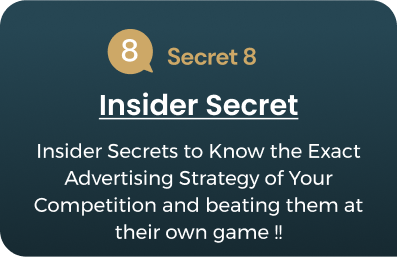 8
Secret 8
Insider Secret
Insider Secrets to Know the Exact
Advertising Strategy of Your
Competition and beating them at
their own game !!